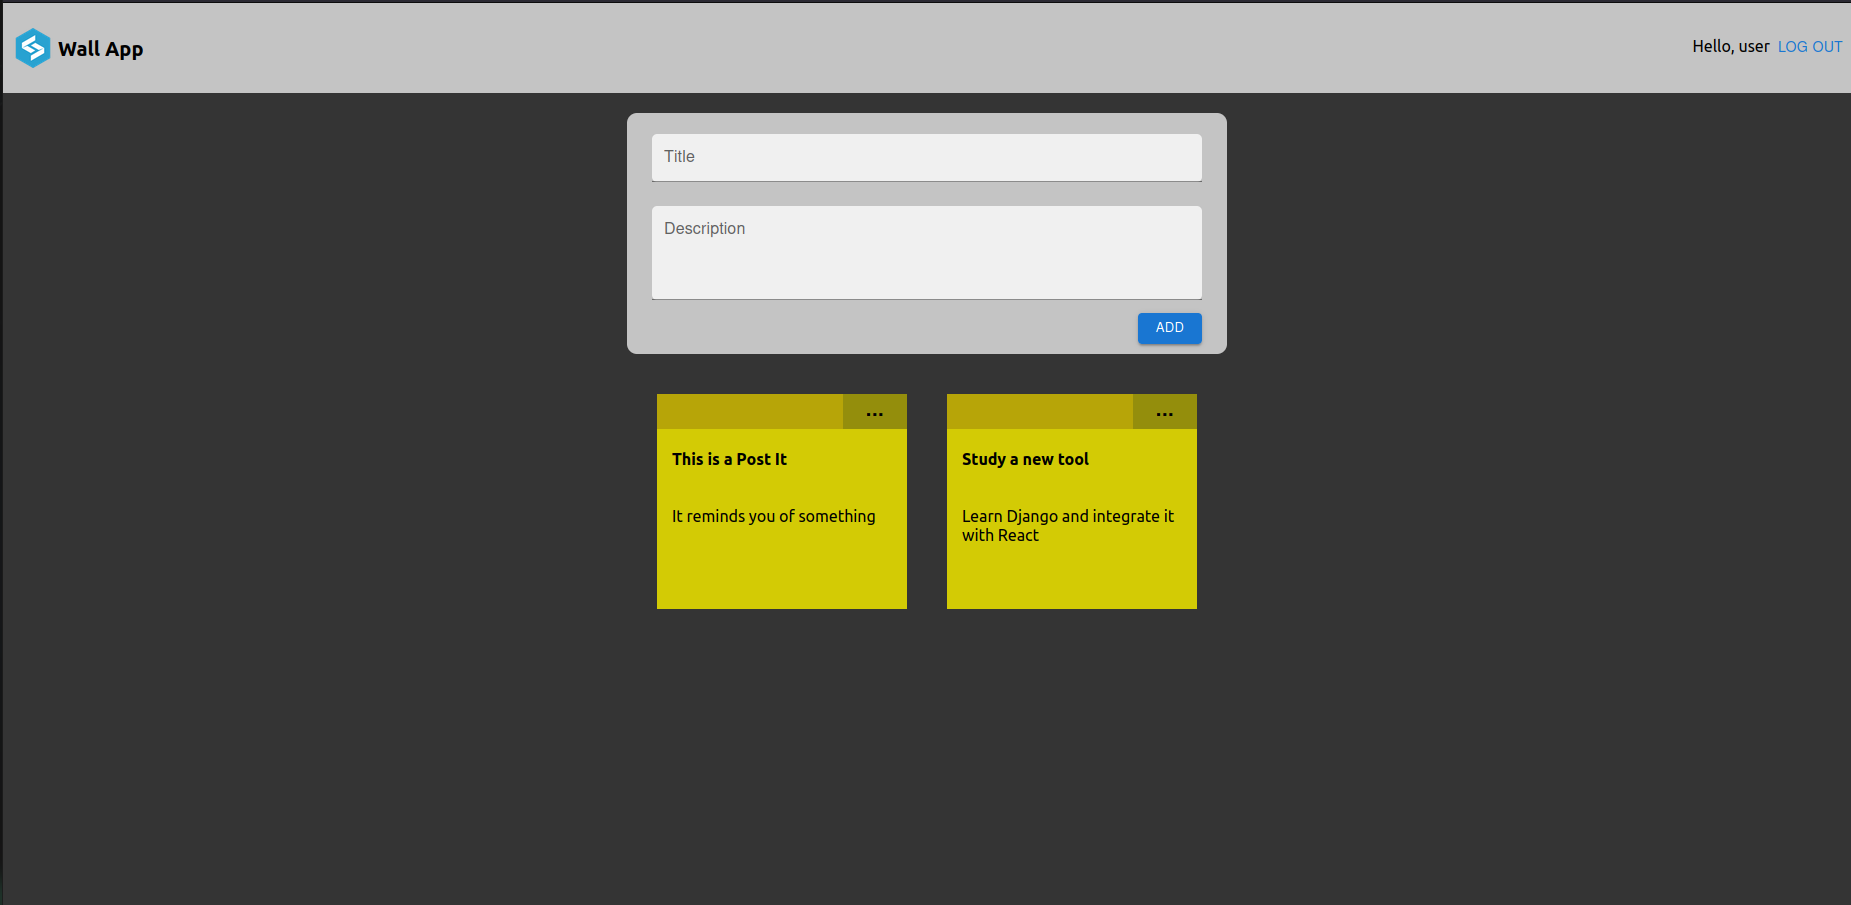 Wall App
Hello, user LOG OUT
Title
Description
ADD
...
...
This is a Post It
Study a new tool
It reminds you of something
Learn Django and integrate it
with React